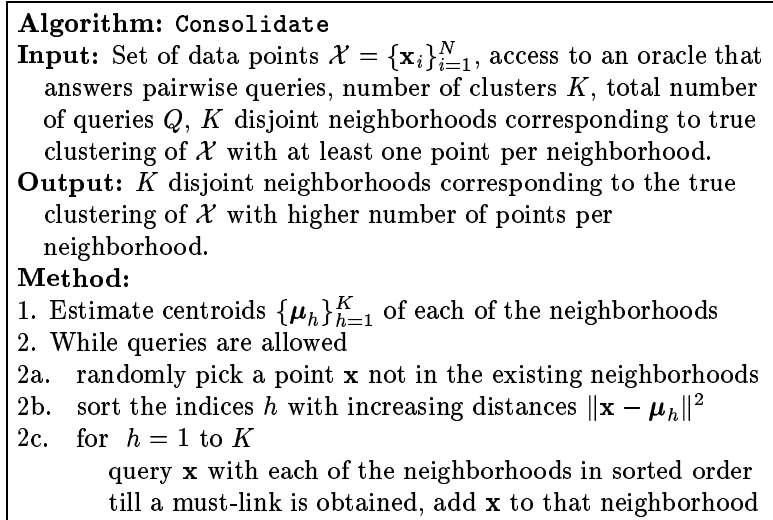 Algorithm: Consolidate
Input: Set of data points 𝒳 = {x_i}_{i=1}^N, access to an oracle that
answers pairwise queries, number of clusters K, total number
of queries Q, K disjoint neighborhoods corresponding to true
clustering of 𝒳 with at least one point per neighborhood.
Output: K disjoint neighborhoods corresponding to the true
clustering of 𝒳 with higher number of points per
neighborhood.
Method:
1. Estimate centroids {μ_h}_{h=1}^K of each of the neighborhoods
2. While queries are allowed
2a. randomly pick a point x not in the existing neighborhoods
2b. sort the indices h with increasing distances ‖x − μ_h‖²
2c. for h = 1 to K
query x with each of the neighborhoods in sorted order
till a must-link is obtained, add x to that neighborhood